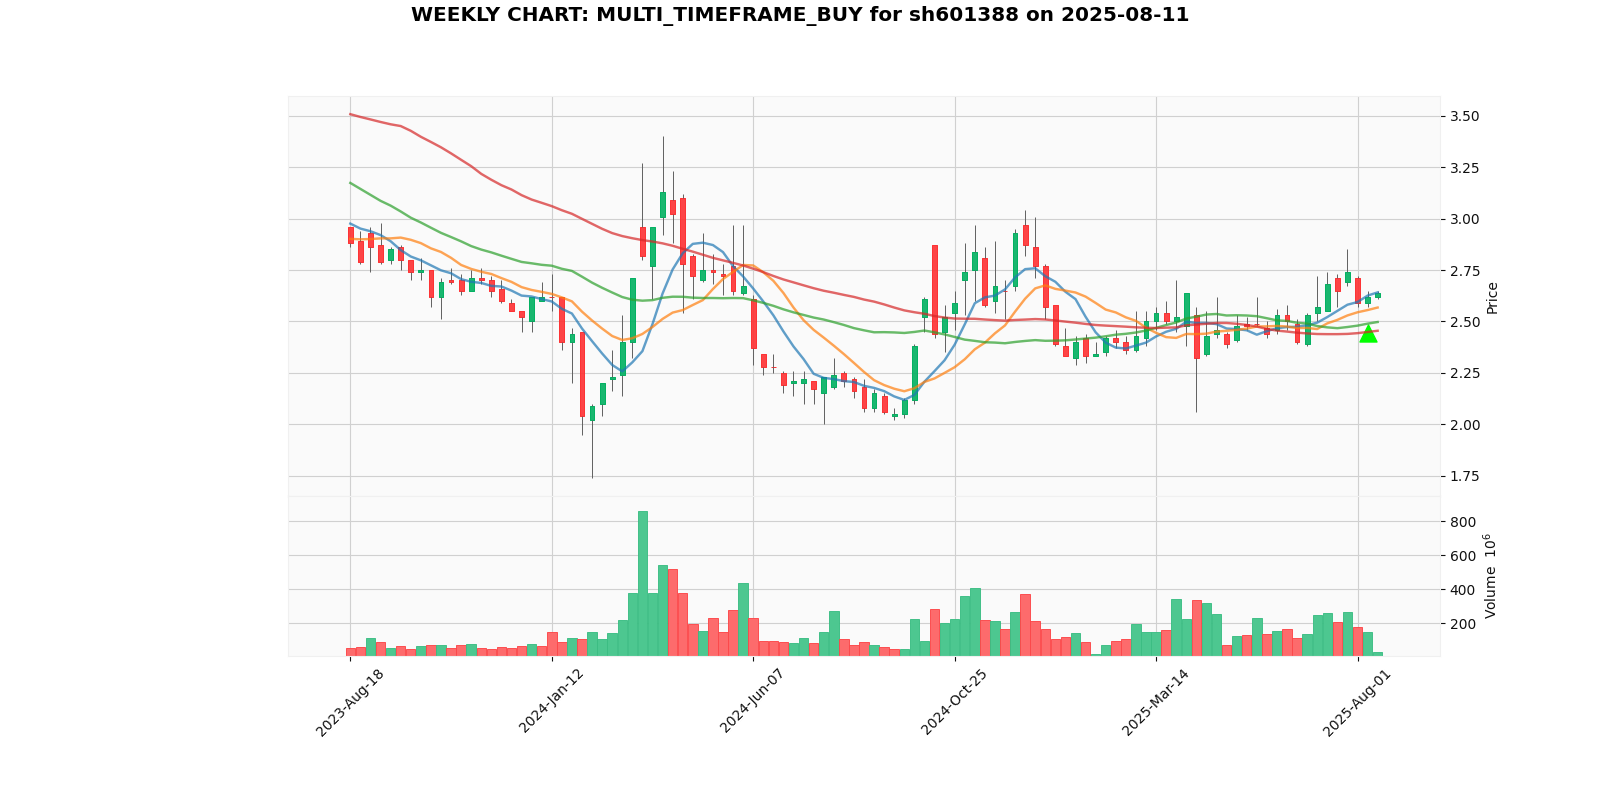 WEEKLY CHART: MULTI_TIMEFRAME_BUY for sh601388 on 2025-08-11
3.50
3.25
3.00
2.75
2.50
2.25
2.00
1.75
Price
800
600
400
200
Volume 10^6
2023-Aug-18
2024-Jan-12
2024-Jun-07
2024-Oct-25
2025-Mar-14
2025-Aug-01